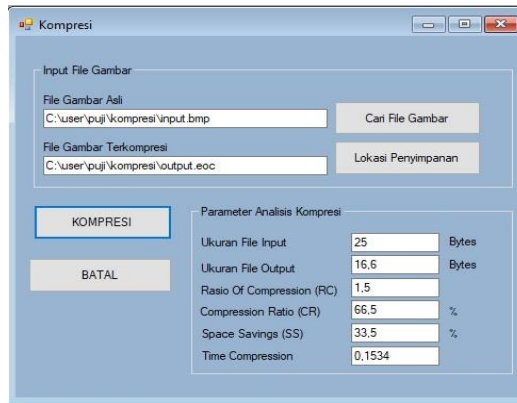 Kompresi
Input File Gambar
File Gambar Asli
C:\user\puji\kompresi\input.bmp
Cari File Gambar
File Gambar Terkompresi
C:\user\puji\kompresi\output.eoc
Lokasi Penyimpanan
KOMPRESI
BATAL
Parameter Analisis Kompresi
Ukuran File Input 25 Bytes
Ukuran File Output 16,6 Bytes
Rasio Of Compression (RC) 1,5
Compression Ratio (CR) 66,5 %
Space Savings (SS) 33,5 %
Time Compression 0,1534